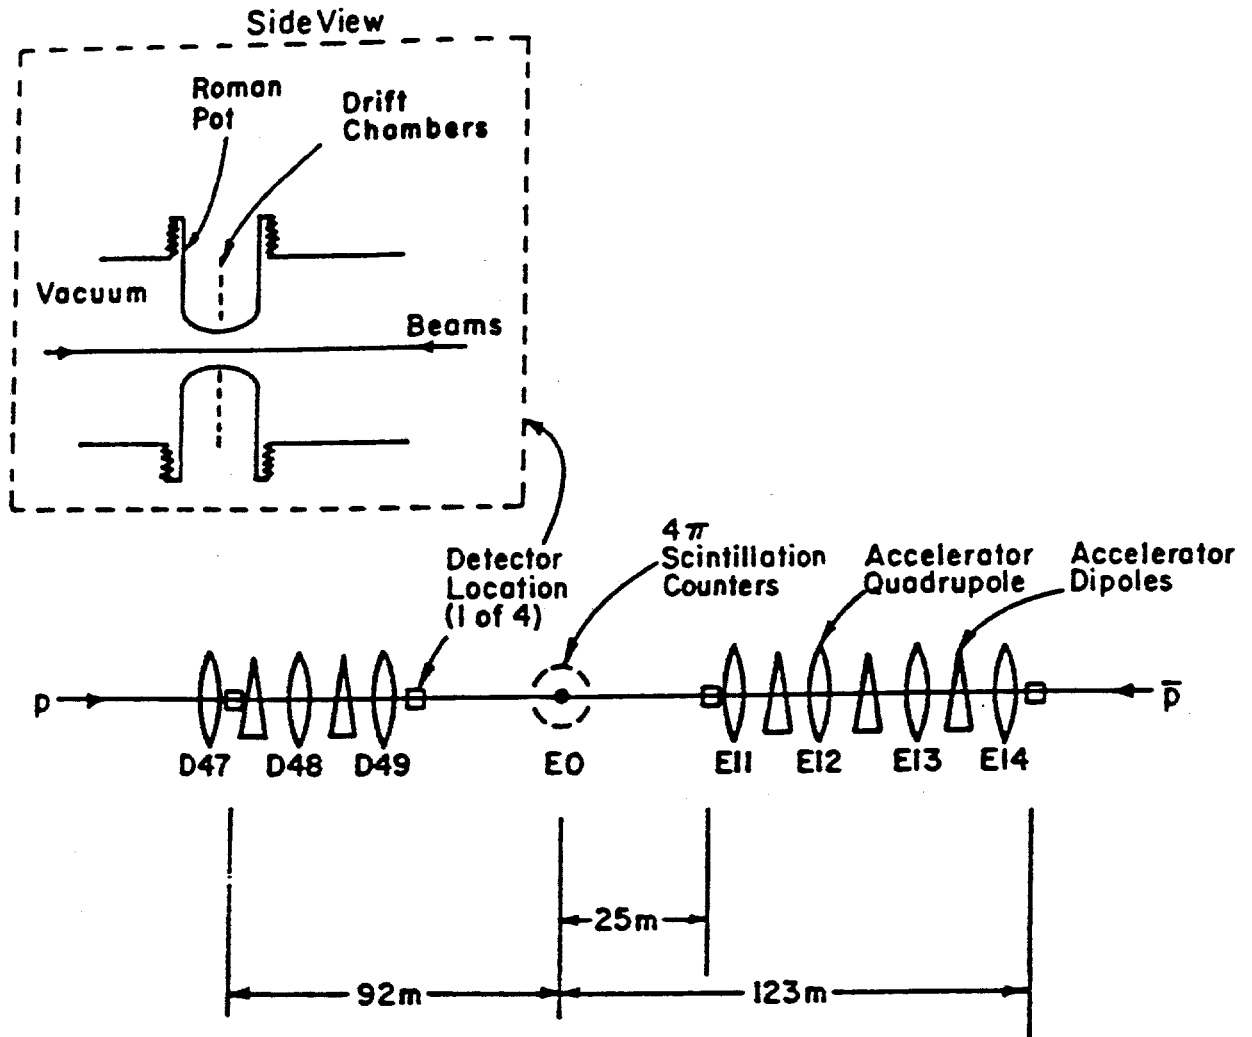 Side View
Roman
Pot
Drift
Chambers
Vacuum
Beams
Detector
Location
(1 of 4)
4π
Scintillation
Counters
Accelerator
Quadrupole
Accelerator
Dipoles
p
p̅
D47
D48
D49
E0
E11
E12
E13
E14
25m
92m
123m